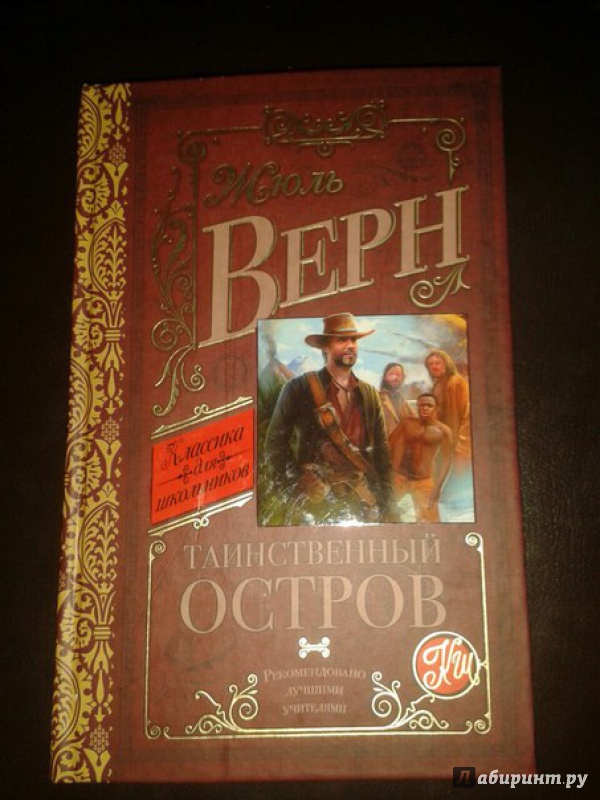 Жюль
ВЕРН
Классика
для
школьников
ТАИНСТВЕННЫЙ
ОСТРОВ
РЕКОМЕНДОВАНО
ЛУЧШИМИ
УЧИТЕЛЯМИ
КШ
Лабиринт.ру